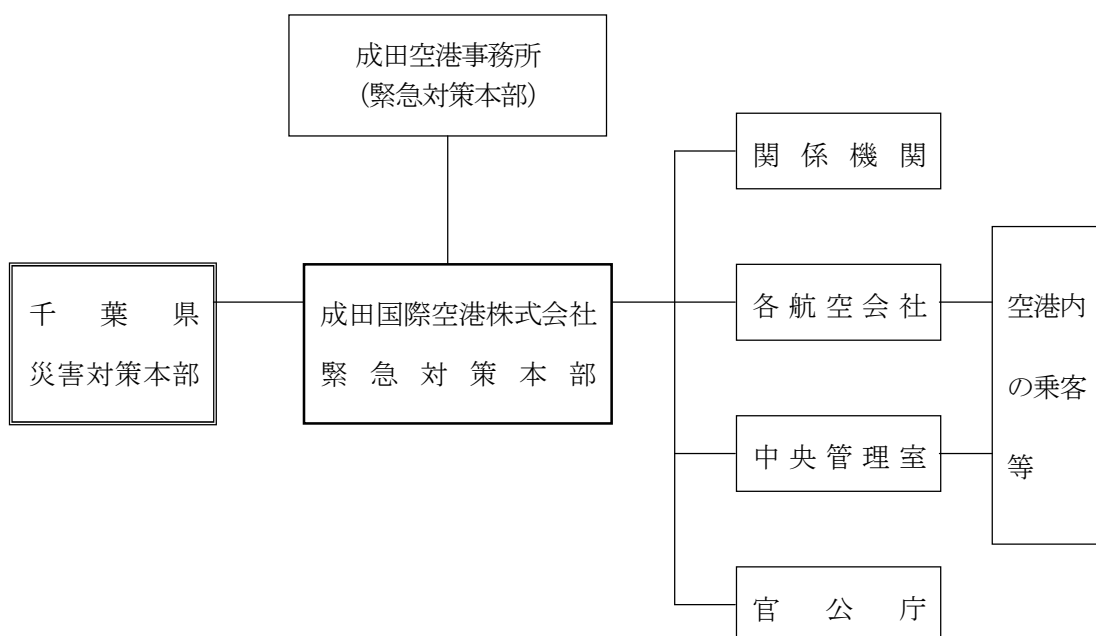 成田空港事務所
（緊急対策本部）
関係機関
千葉県
災害対策本部
成田国際空港株式会社
緊急対策本部
各航空会社
中央管理室
官公庁
空港内
の乗客
等